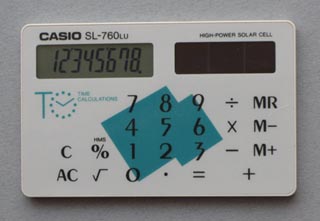 CASIO SL-760LU
HIGH-POWER SOLAR CELL
12345678.
TIME
CALCULATIONS
7 8 9 ÷ MR
4 5 6 × M−
HMS
C % 1 2 3 − M+
AC √ 0 · = +